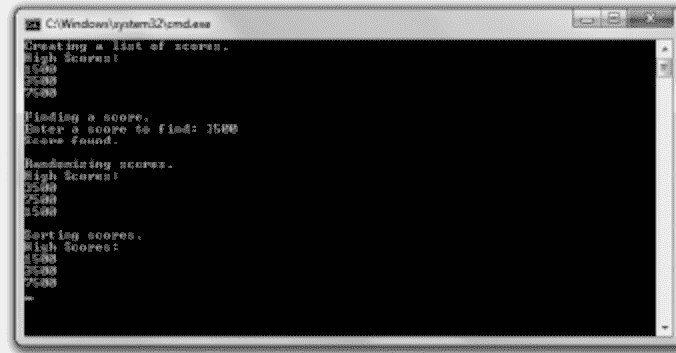 C:\Windows\system32\cmd.exe
Creating a list of scores.
High Scores:
1500
3500
7500
Finding a score.
Enter a score to find: 3500
Score found.
Randomizing scores.
High Scores:
3500
7500
1500
Sorting scores.
High Scores:
1500
3500
7500